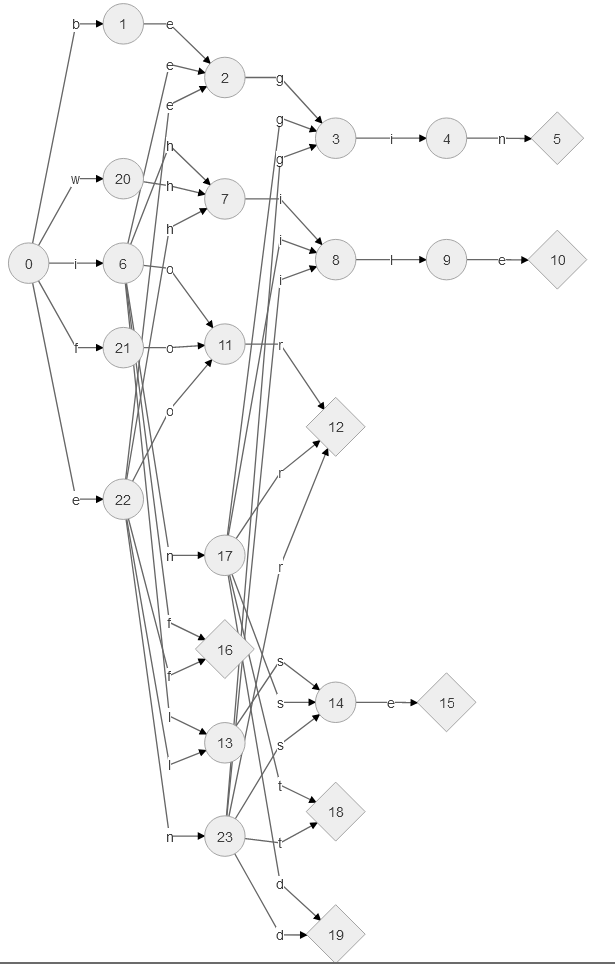 b 1 e
e 2 g
e
g
h
3 i 4 n 5
g
w 20 h 7 i
h
i
0 i 6 o 8 l 9 e 10
i
f 21 o 11 r
o
12
r
e 22
n 17
r
f
16
s
f
s 14 e 15
l
13
s
l
t
18
n 23 t
d
d 19